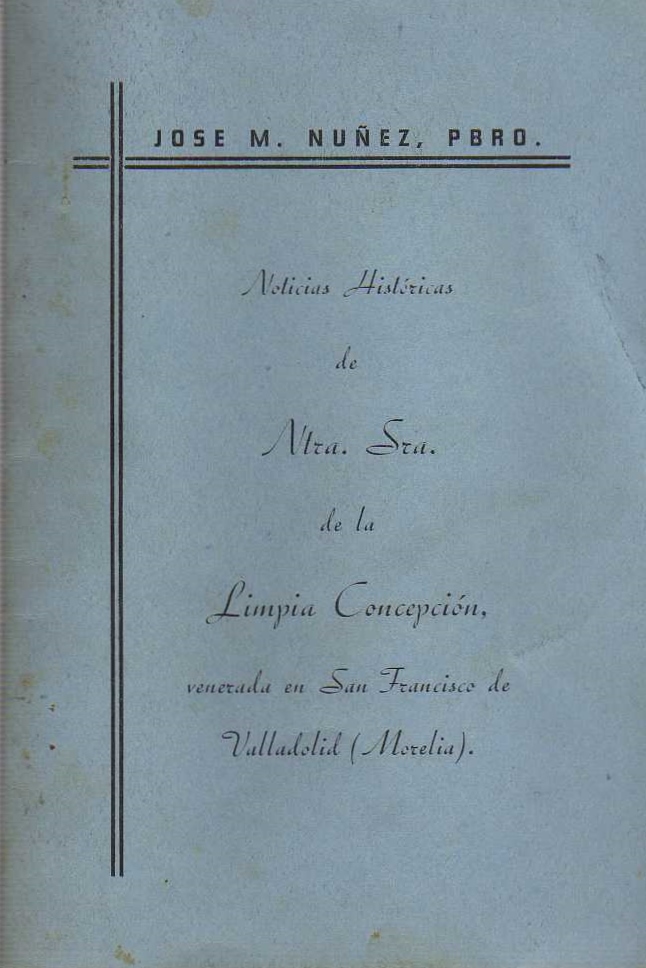 JOSE M. NUÑEZ, PBRO.
Noticias Históricas
de
Ntra. Sra.
de la
Limpia Concepción,
venerada en San Francisco de
Valladolid (Morelia).